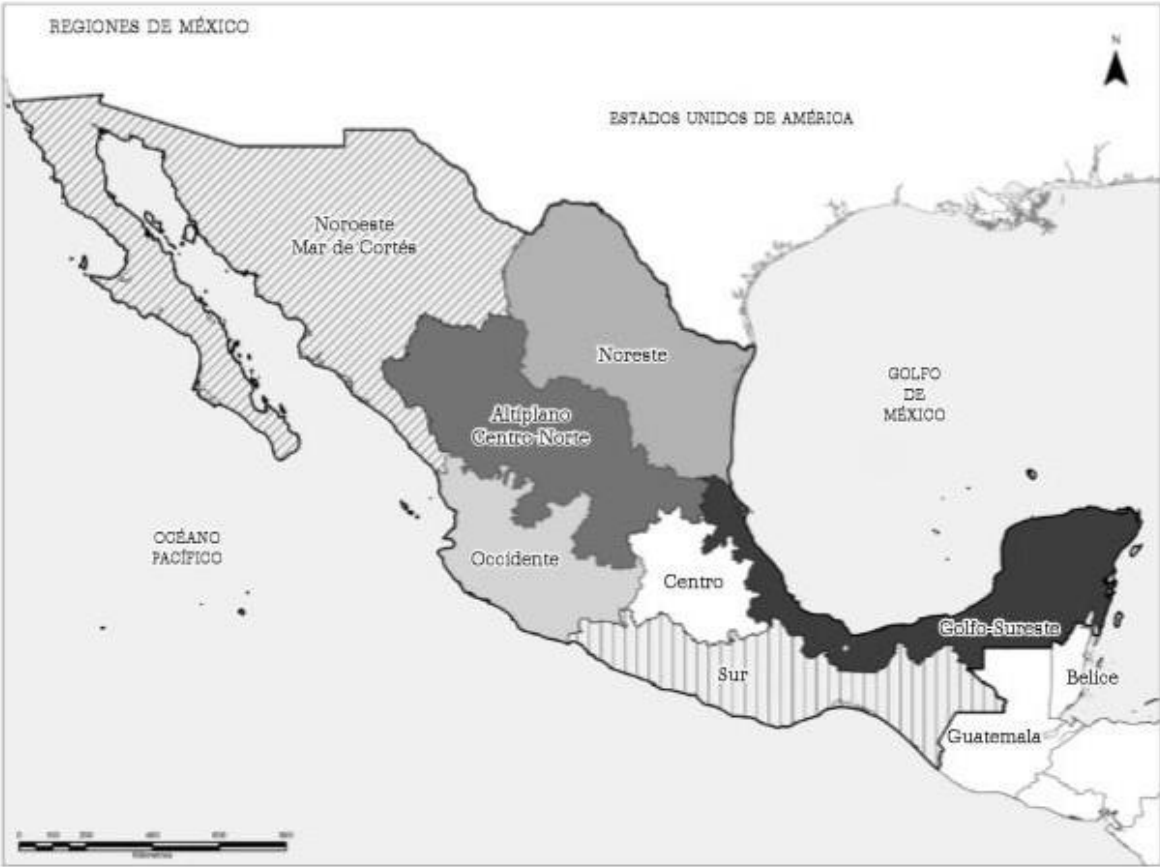 REGIONES DE MÉXICO
N
ESTADOS UNIDOS DE AMÉRICA
Noroeste
Mar de Cortés
Noreste
GOLFO
DE
MÉXICO
Altiplano
Centro-Norte
OCÉANO
PACÍFICO
Occidente
Centro
Golfo-Sureste
Sur
Belice
Guatemala
0